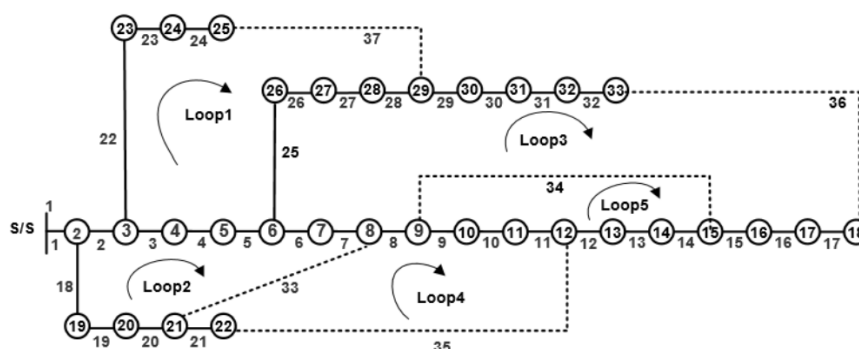 23 24 25
23 24 37
26 27 28 29 30 31 32 33
26 27 28 29 30 31 32 36
Loop1
Loop3
22
25
34
Loop5
1
S/S 2 3 4 5 6 7 8 9 10 11 12 13 14 15 16 17 18
1 2 3 4 5 6 7 8 9 10 11 12 13 14 15 16 17
18
Loop2
33
Loop4
19 20 21 22
19 20 21 35